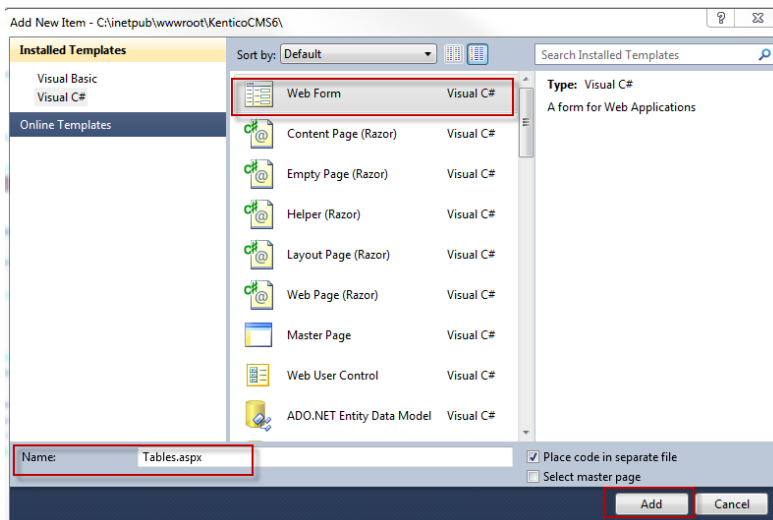 Add New Item - C:\inetpub\wwwroot\KenticoCMS6\
Installed Templates
Visual Basic
Visual C#
Online Templates
Sort by: Default
Search Installed Templates
Web Form Visual C#
Content Page (Razor) Visual C#
Empty Page (Razor) Visual C#
Helper (Razor) Visual C#
Layout Page (Razor) Visual C#
Web Page (Razor) Visual C#
Master Page Visual C#
Web User Control Visual C#
ADO.NET Entity Data Model Visual C#
Type: Visual C#
A form for Web Applications
Name: Tables.aspx
Place code in separate file
Select master page
Add Cancel